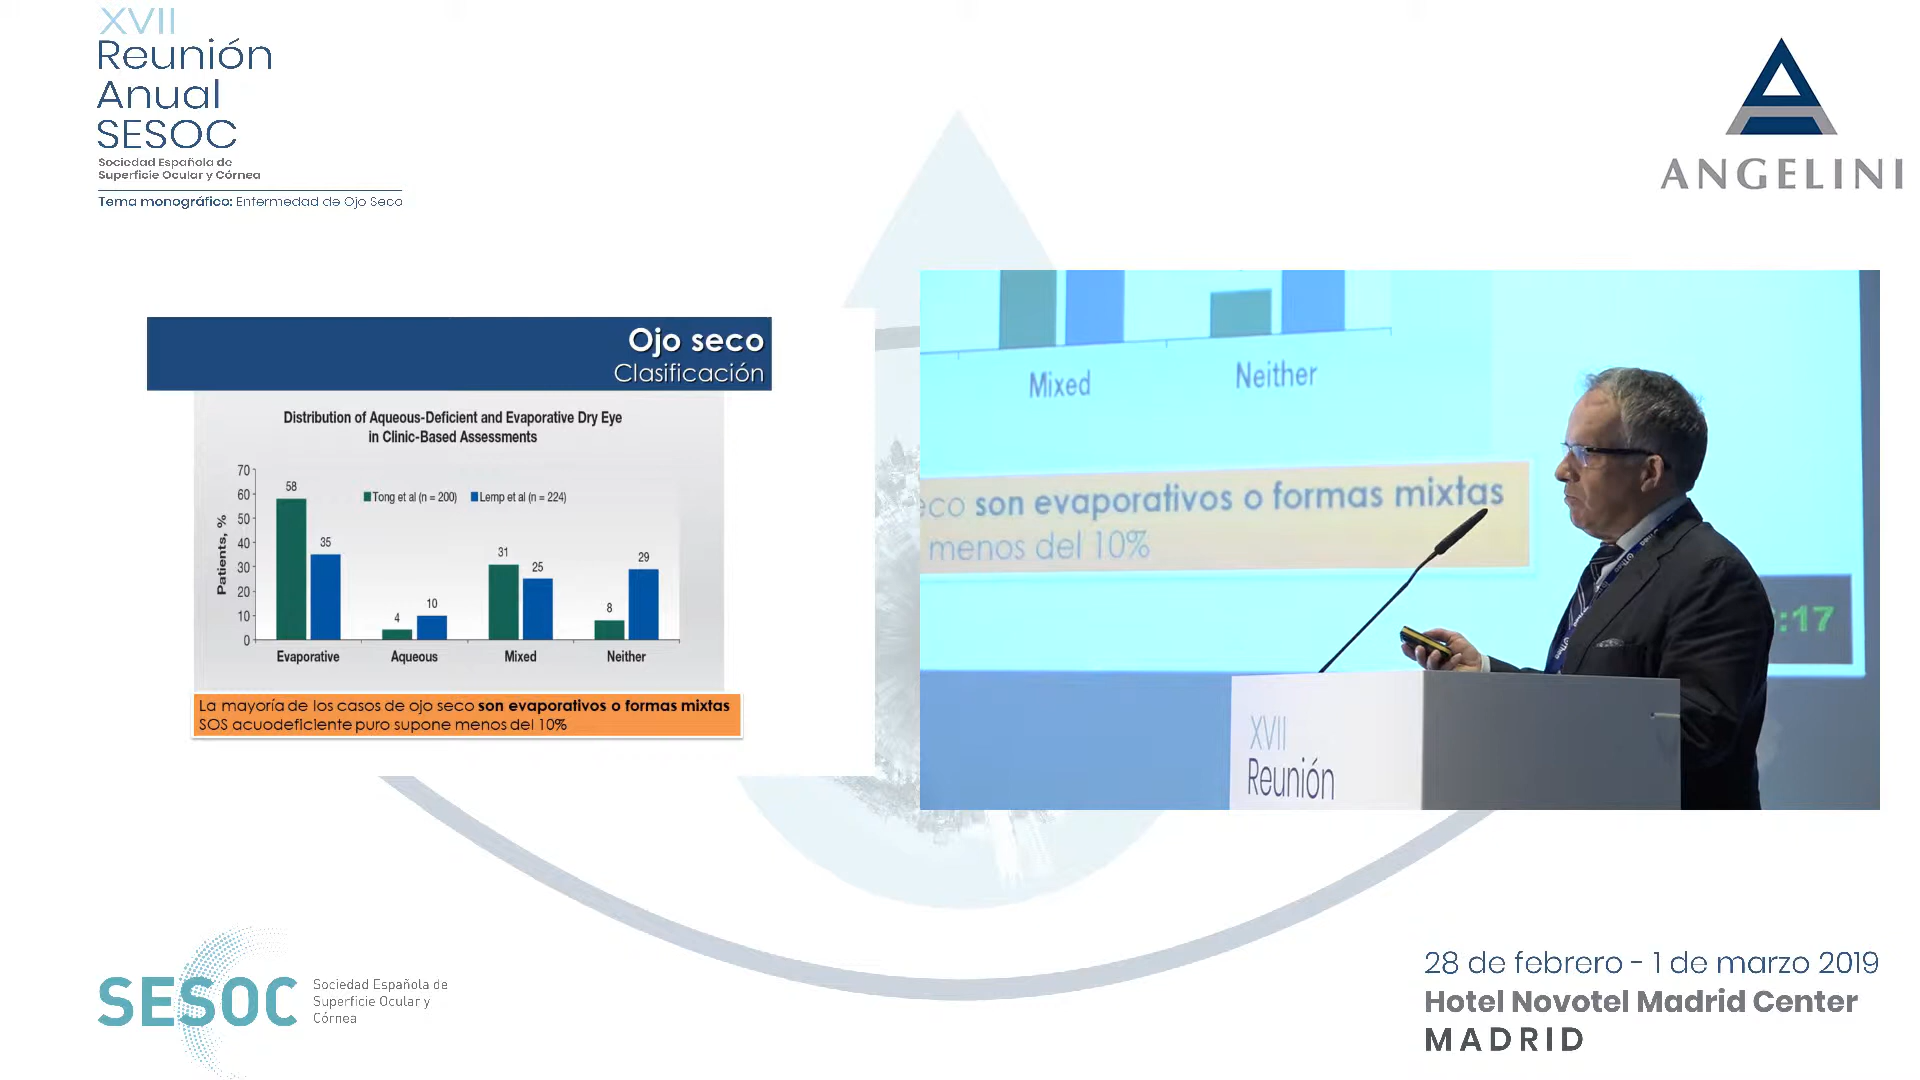 XVII
Reunión
Anual
SESOC
Sociedad Española de
Superficie Ocular y Córnea
Tema monográfico: Enfermedad de Ojo Seco
ANGELINI
Ojo seco
Clasificación
Distribution of Aqueous-Deficient and Evaporative Dry Eye
in Clinic-Based Assessments
Patients, %
70
60
50
40
30
20
10
0
Tong et al (n = 200)
Lemp et al (n = 224)
58
35
4
10
31
25
8
29
Evaporative
Aqueous
Mixed
Neither
La mayoría de los casos de ojo seco son evaporativos o formas mixtas
SOS acuodeficiente puro supone menos del 10%
Mixed
Neither
son evaporativos o formas mixtas
menos del 10%
:17
XVII
Reunión
SESOC
Sociedad Española de
Superficie Ocular y
Córnea
28 de febrero - 1 de marzo 2019
Hotel Novotel Madrid Center
MADRID